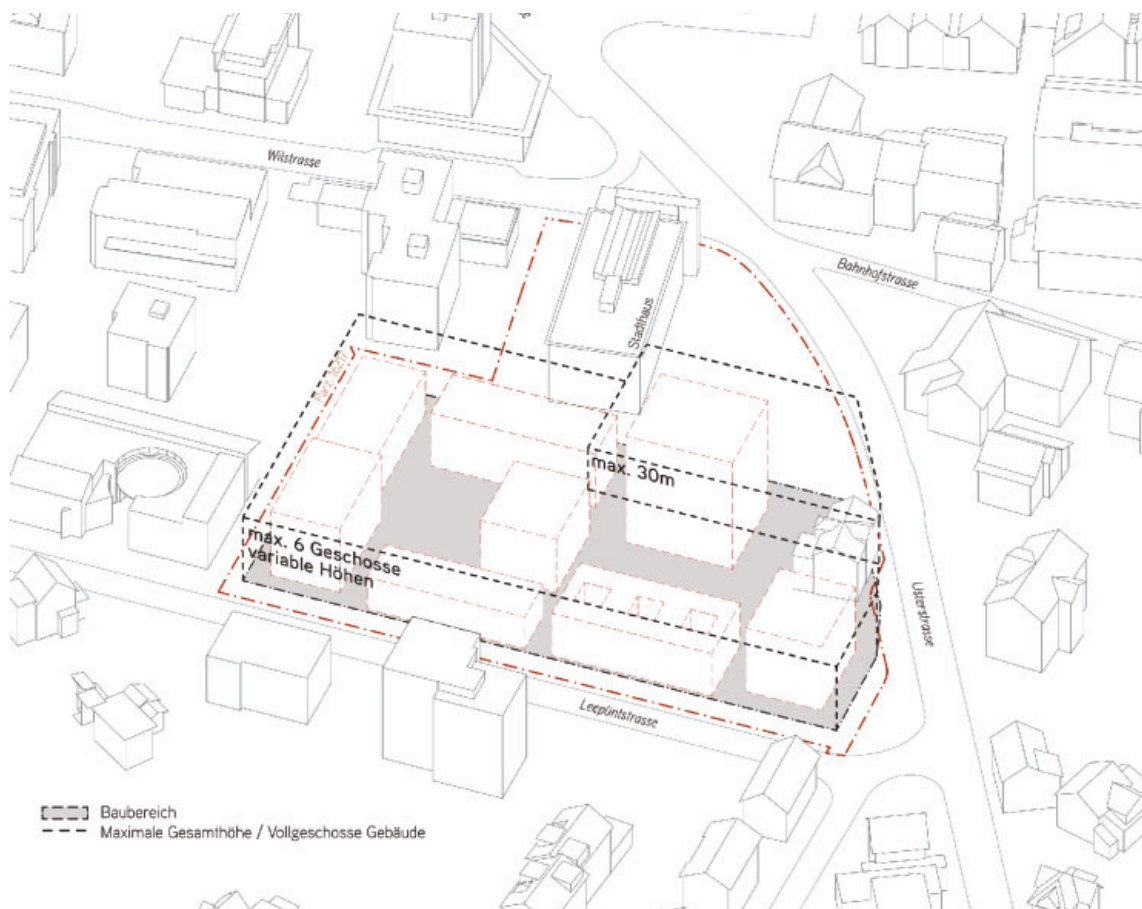 Wilstrasse
Bahnhofstrasse
Stadthaus
max. 30m
max. 6 Geschosse
variable Höhen
Usterstrasse
Leepüntstrasse
Baubereich
Maximale Gesamthöhe / Vollgeschosse Gebäude